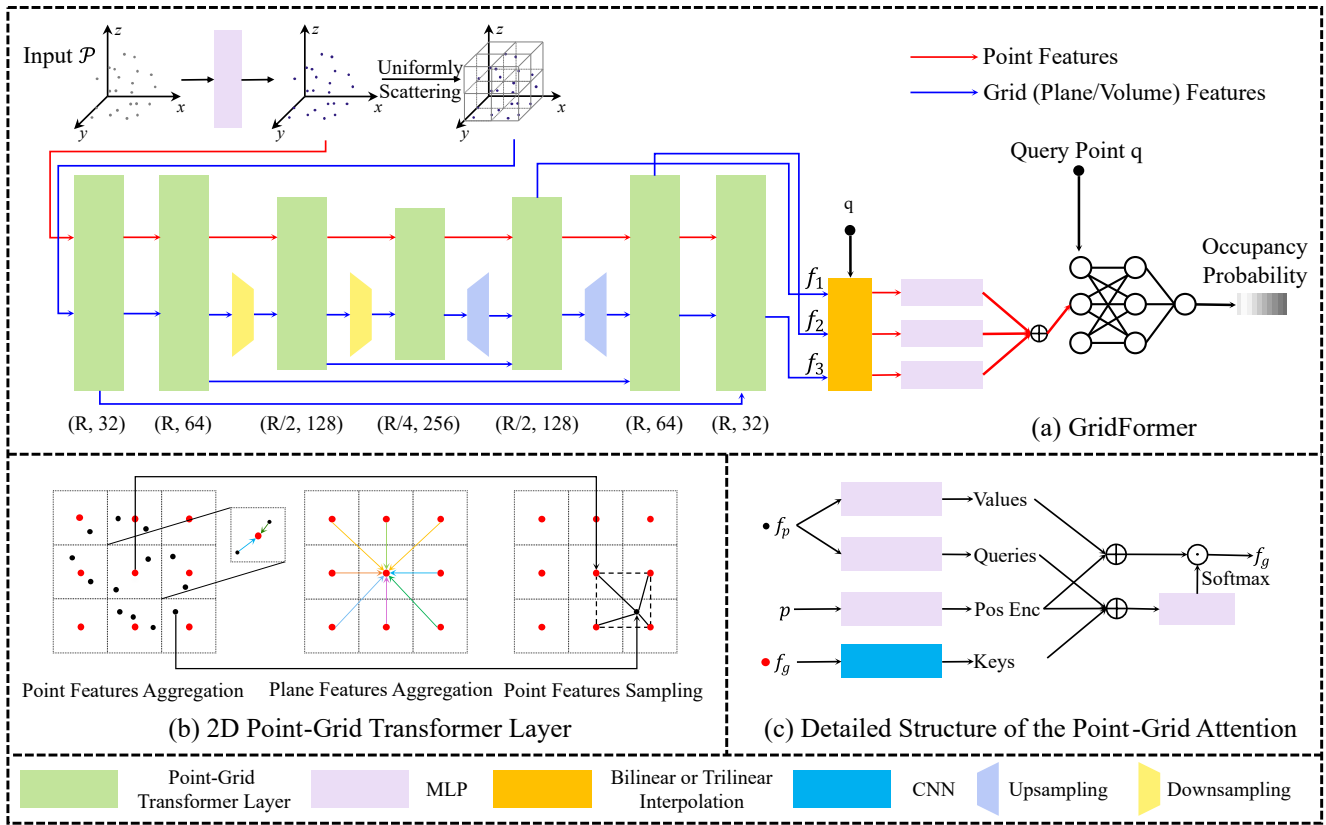 Input 𝒫
z
x
y
z
x
y
Uniformly
Scattering
z
x
y
Point Features
Grid (Plane/Volume) Features
Query Point q
q
Occupancy
Probability
f₁
f₂
f₃
(R, 32)
(R, 64)
(R/2, 128)
(R/4, 256)
(R/2, 128)
(R, 64)
(R, 32)
(a) GridFormer
Point Features Aggregation
Plane Features Aggregation
Point Features Sampling
(b) 2D Point-Grid Transformer Layer
f_p
Values
Queries
f_g
Softmax
p
Pos Enc
f_g
Keys
(c) Detailed Structure of the Point-Grid Attention
Point-Grid
Transformer Layer
MLP
Bilinear or Trilinear
Interpolation
CNN
Upsampling
Downsampling